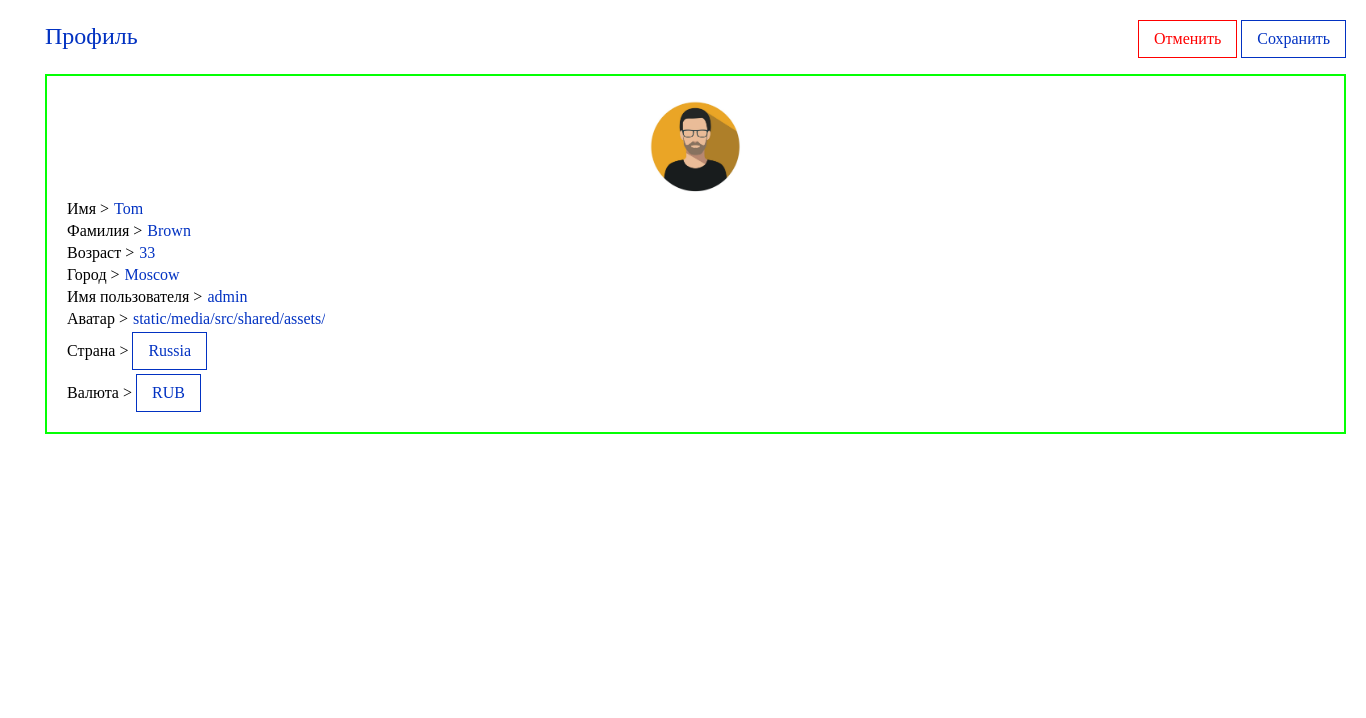 Профиль
Отменить Сохранить
Имя > Tom
Фамилия > Brown
Возраст > 33
Город > Moscow
Имя пользователя > admin
Аватар > static/media/src/shared/assets/
Страна > Russia
Валюта > RUB